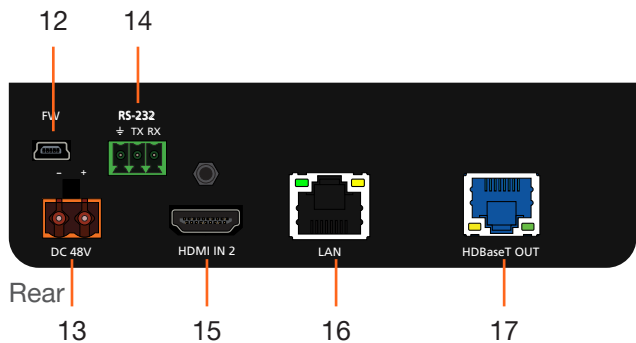 12 14
FW RS-232
⏚ TX RX
− +
DC 48V HDMI IN 2 LAN HDBaseT OUT
Rear
13 15 16 17